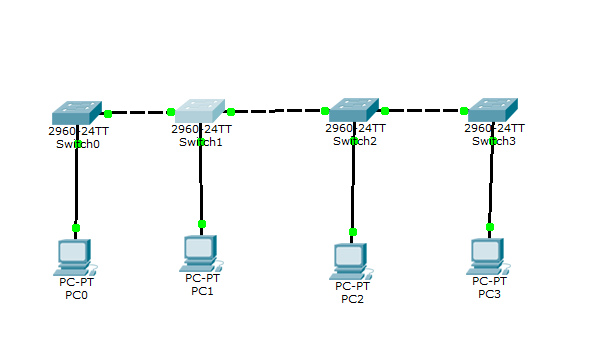 2960-24TT
Switch0
2960-24TT
Switch1
2960-24TT
Switch2
2960-24TT
Switch3
PC-PT
PC0
PC-PT
PC1
PC-PT
PC2
PC-PT
PC3